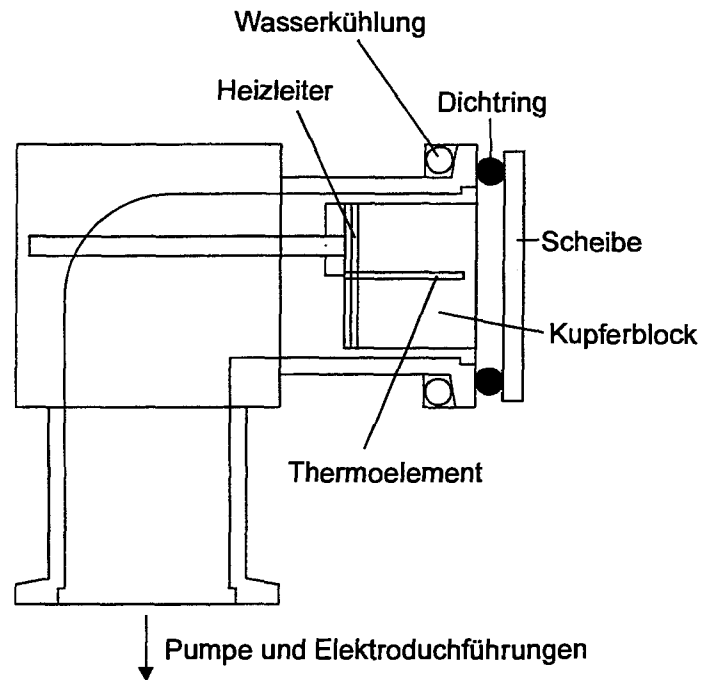 Wasserkühlung
Heizleiter
Dichtring
Scheibe
Kupferblock
Thermoelement
Pumpe und Elektroduchführungen